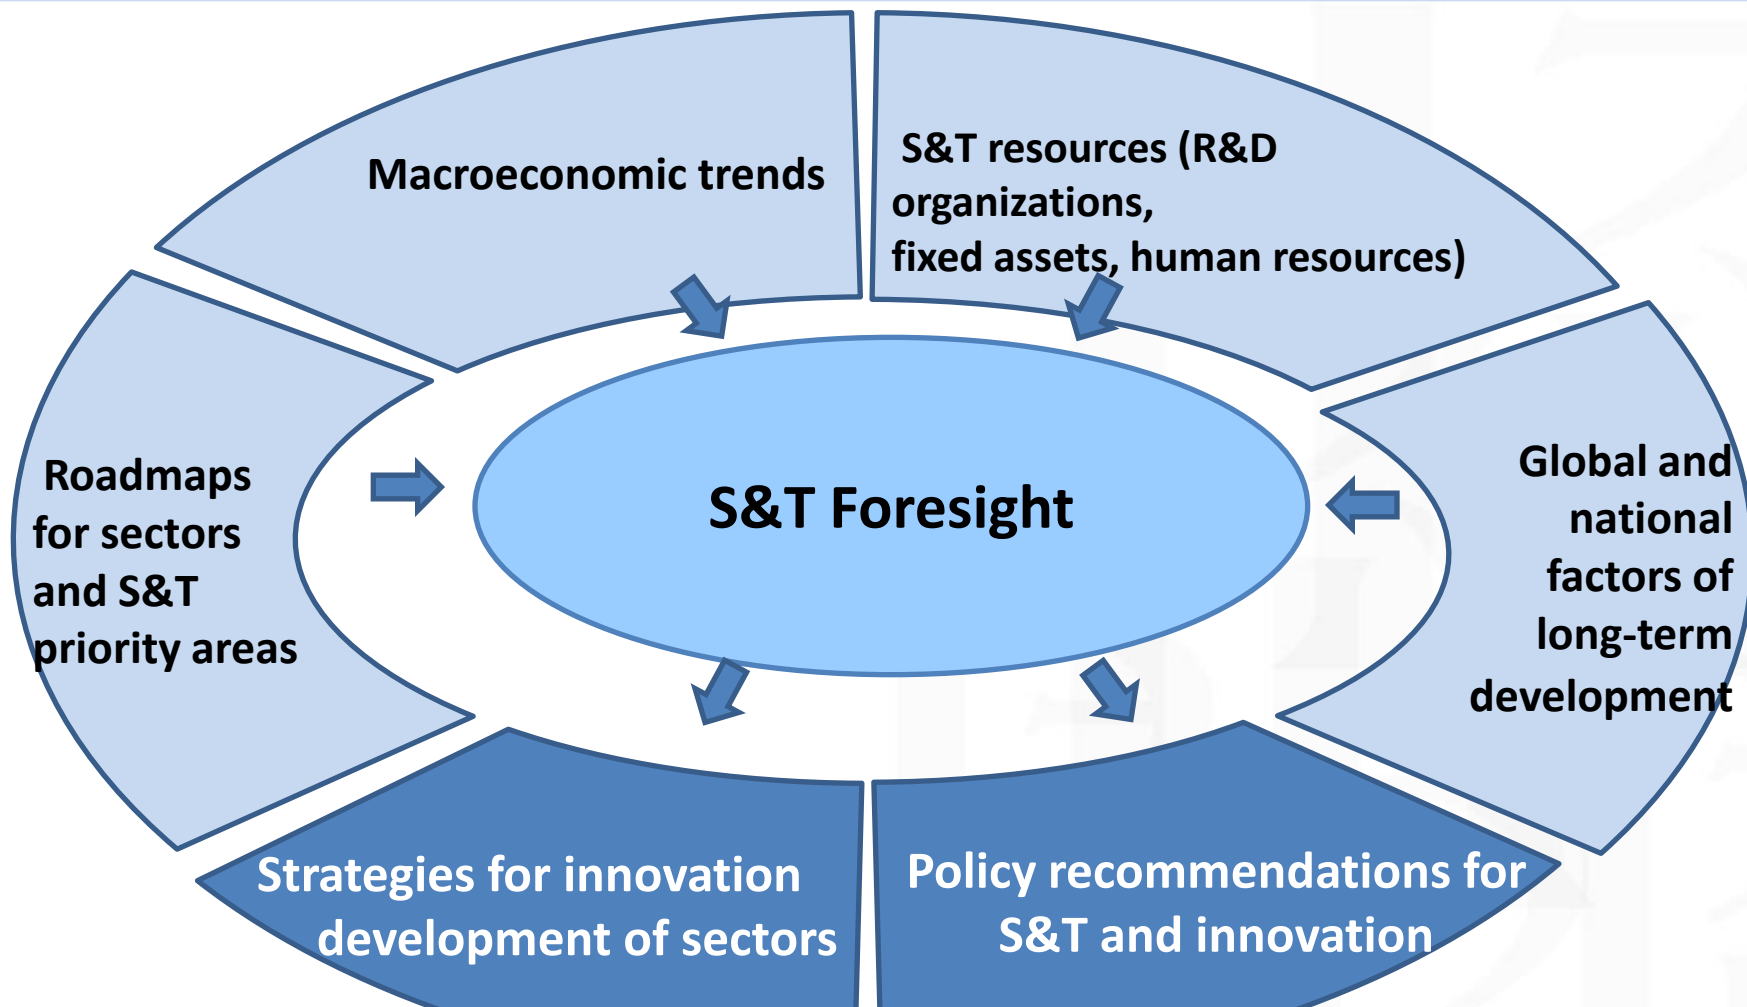 Macroeconomic trends
S&T resources (R&D
organizations,
fixed assets, human resources)
Roadmaps
for sectors
and S&T
priority areas
S&T Foresight
Global and
national
factors of
long-term
development
Strategies for innovation
development of sectors
Policy recommendations for
S&T and innovation